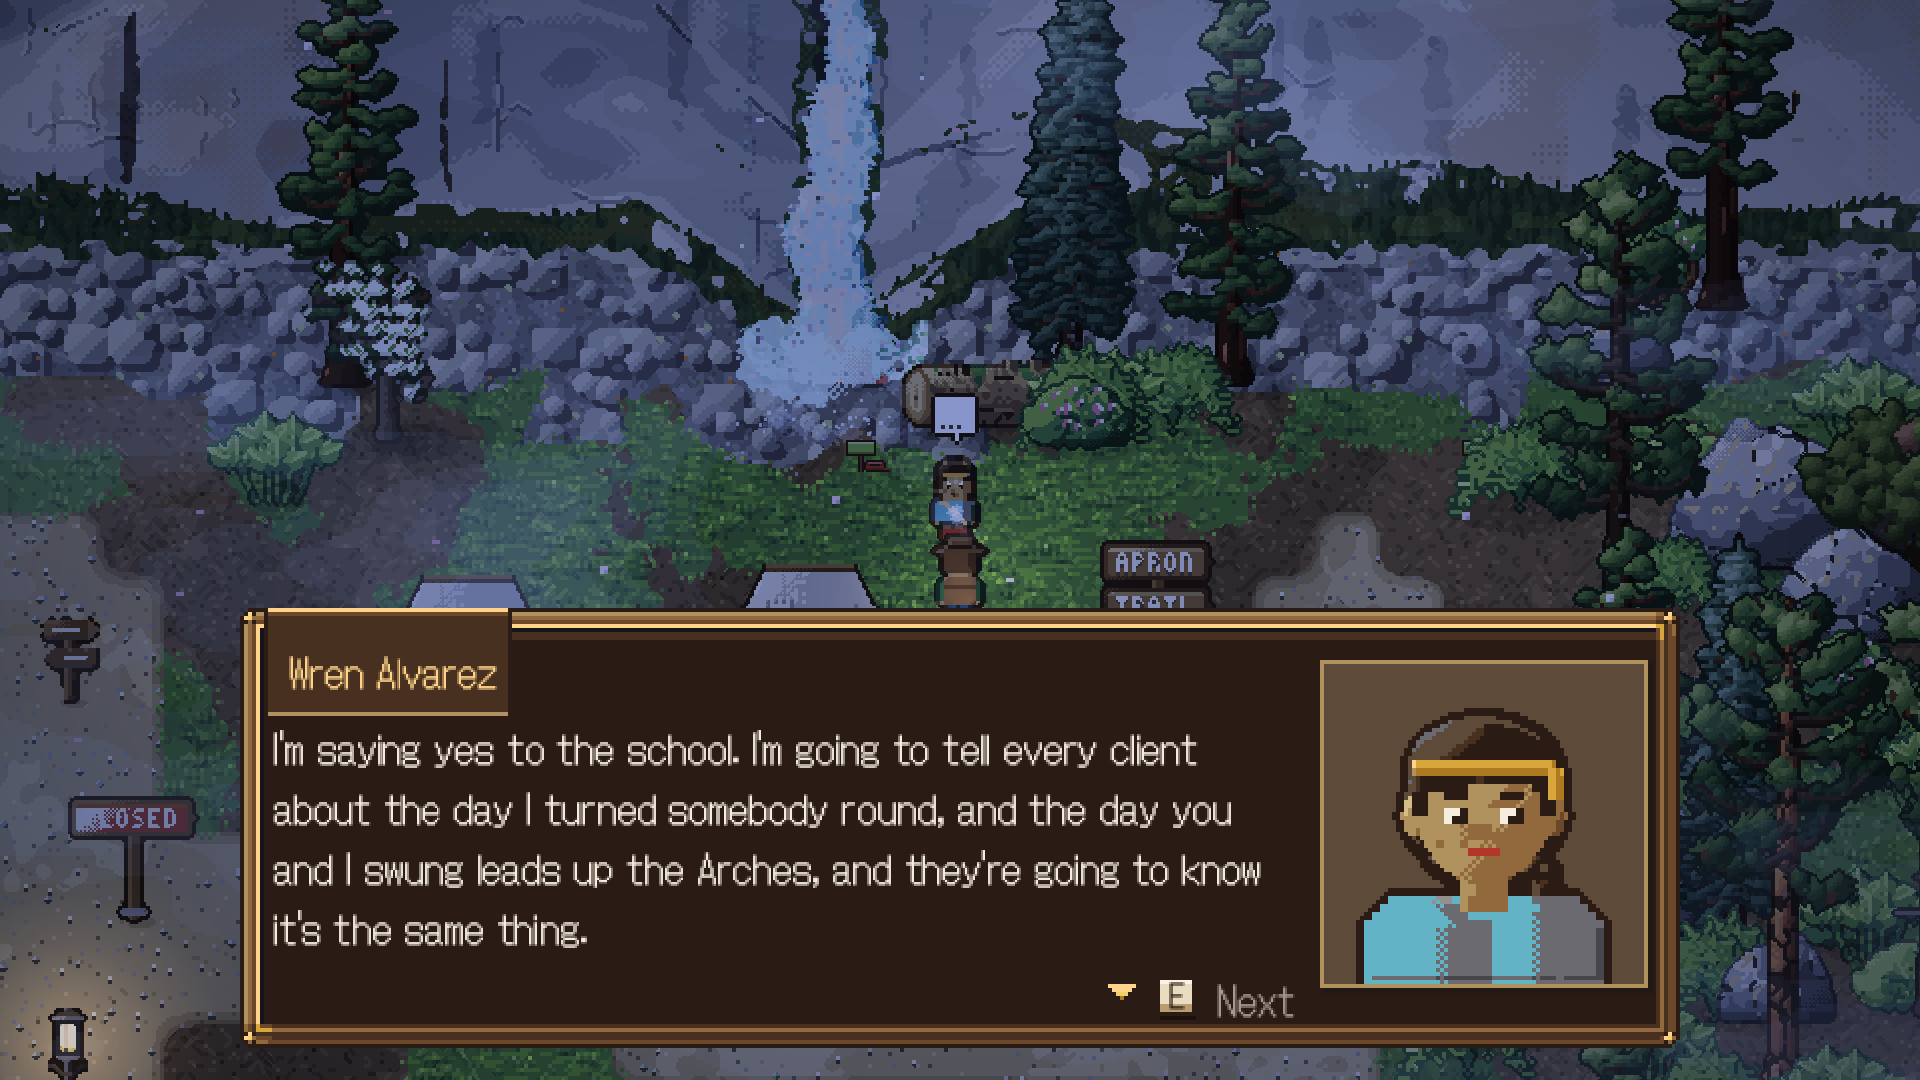 APRON
TRAIL
CLOSED
Wren Alvarez
I'm saying yes to the school. I'm going to tell every client
about the day I turned somebody round, and the day you
and I swung leads up the Arches, and they're going to know
it's the same thing.
E Next